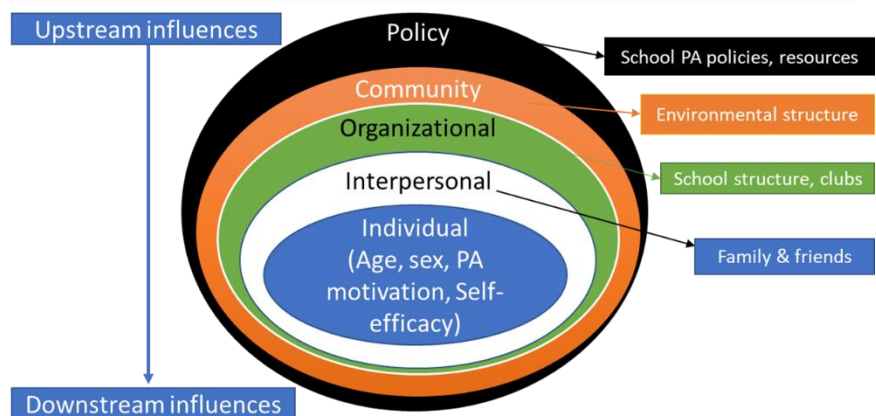 Upstream influences
Policy
School PA policies, resources
Community
Environmental structure
Organizational
School structure, clubs
Interpersonal
Individual
(Age, sex, PA
motivation, Self-
efficacy)
Family & friends
Downstream influences